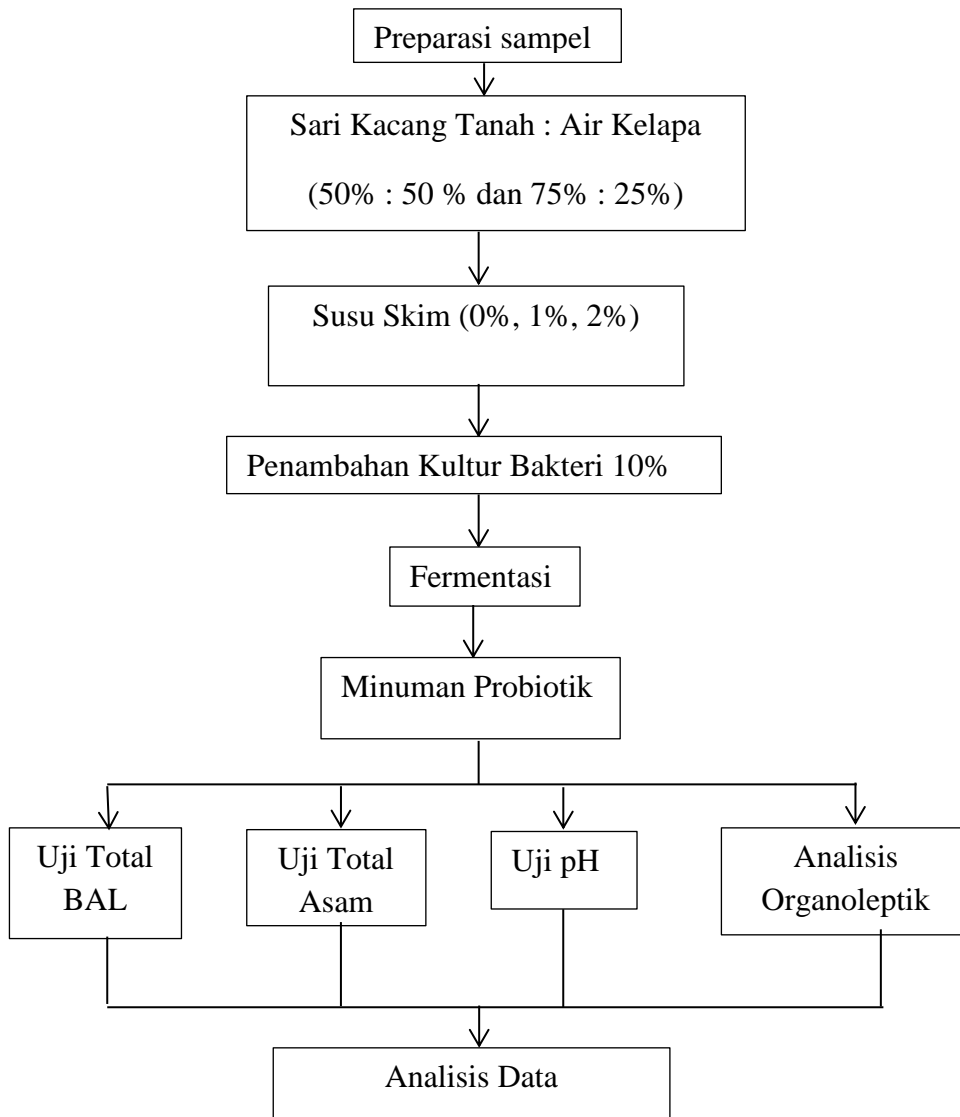 Preparasi sampel
Sari Kacang Tanah : Air Kelapa
(50% : 50 % dan 75% : 25%)
Susu Skim (0%, 1%, 2%)
Penambahan Kultur Bakteri 10%
Fermentasi
Minuman Probiotik
Uji Total
BAL
Uji Total
Asam
Uji pH
Analisis
Organoleptik
Analisis Data